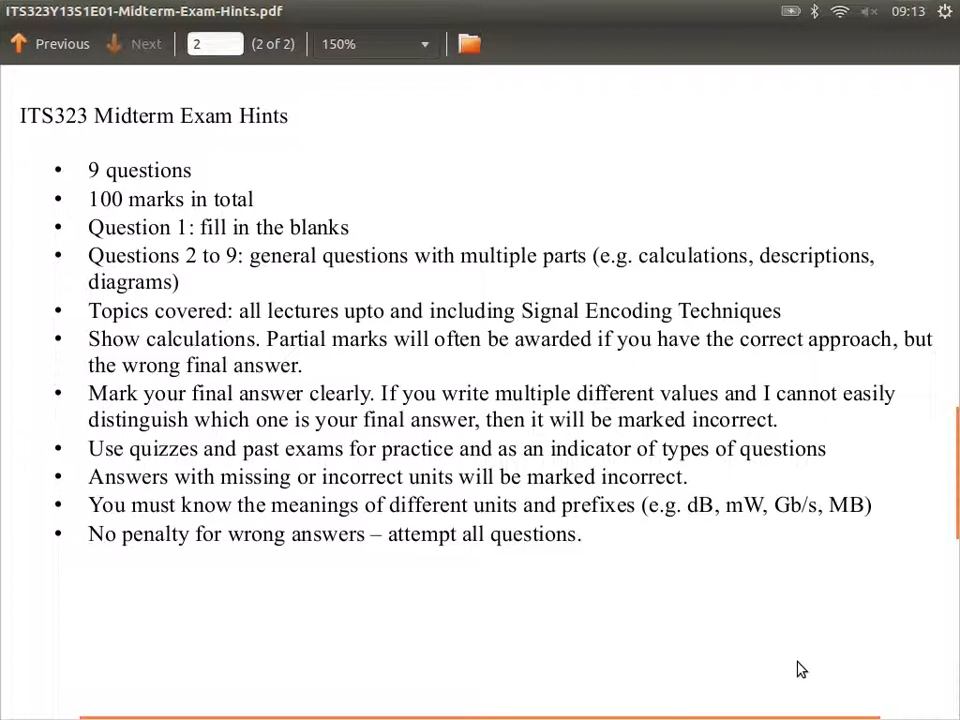 ITS323Y13S1E01-Midterm-Exam-Hints.pdf
09:13
Previous
Next
2
(2 of 2)
150%
ITS323 Midterm Exam Hints
• 9 questions
• 100 marks in total
• Question 1: fill in the blanks
• Questions 2 to 9: general questions with multiple parts (e.g. calculations, descriptions,
diagrams)
• Topics covered: all lectures upto and including Signal Encoding Techniques
• Show calculations. Partial marks will often be awarded if you have the correct approach, but
the wrong final answer.
• Mark your final answer clearly. If you write multiple different values and I cannot easily
distinguish which one is your final answer, then it will be marked incorrect.
• Use quizzes and past exams for practice and as an indicator of types of questions
• Answers with missing or incorrect units will be marked incorrect.
• You must know the meanings of different units and prefixes (e.g. dB, mW, Gb/s, MB)
• No penalty for wrong answers – attempt all questions.